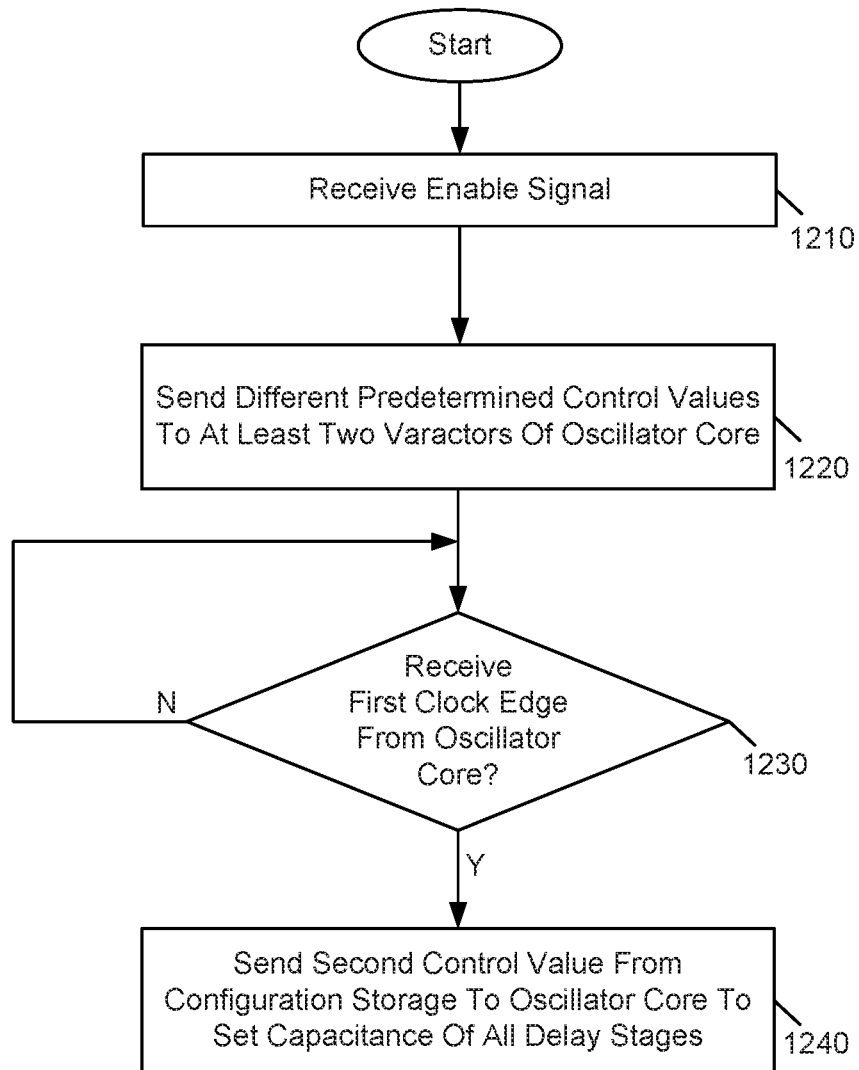 Start
Receive Enable Signal
1210
Send Different Predetermined Control Values
To At Least Two Varactors Of Oscillator Core
1220
Receive
First Clock Edge
From Oscillator
Core?
N
1230
Y
Send Second Control Value From
Configuration Storage To Oscillator Core To
Set Capacitance Of All Delay Stages
1240